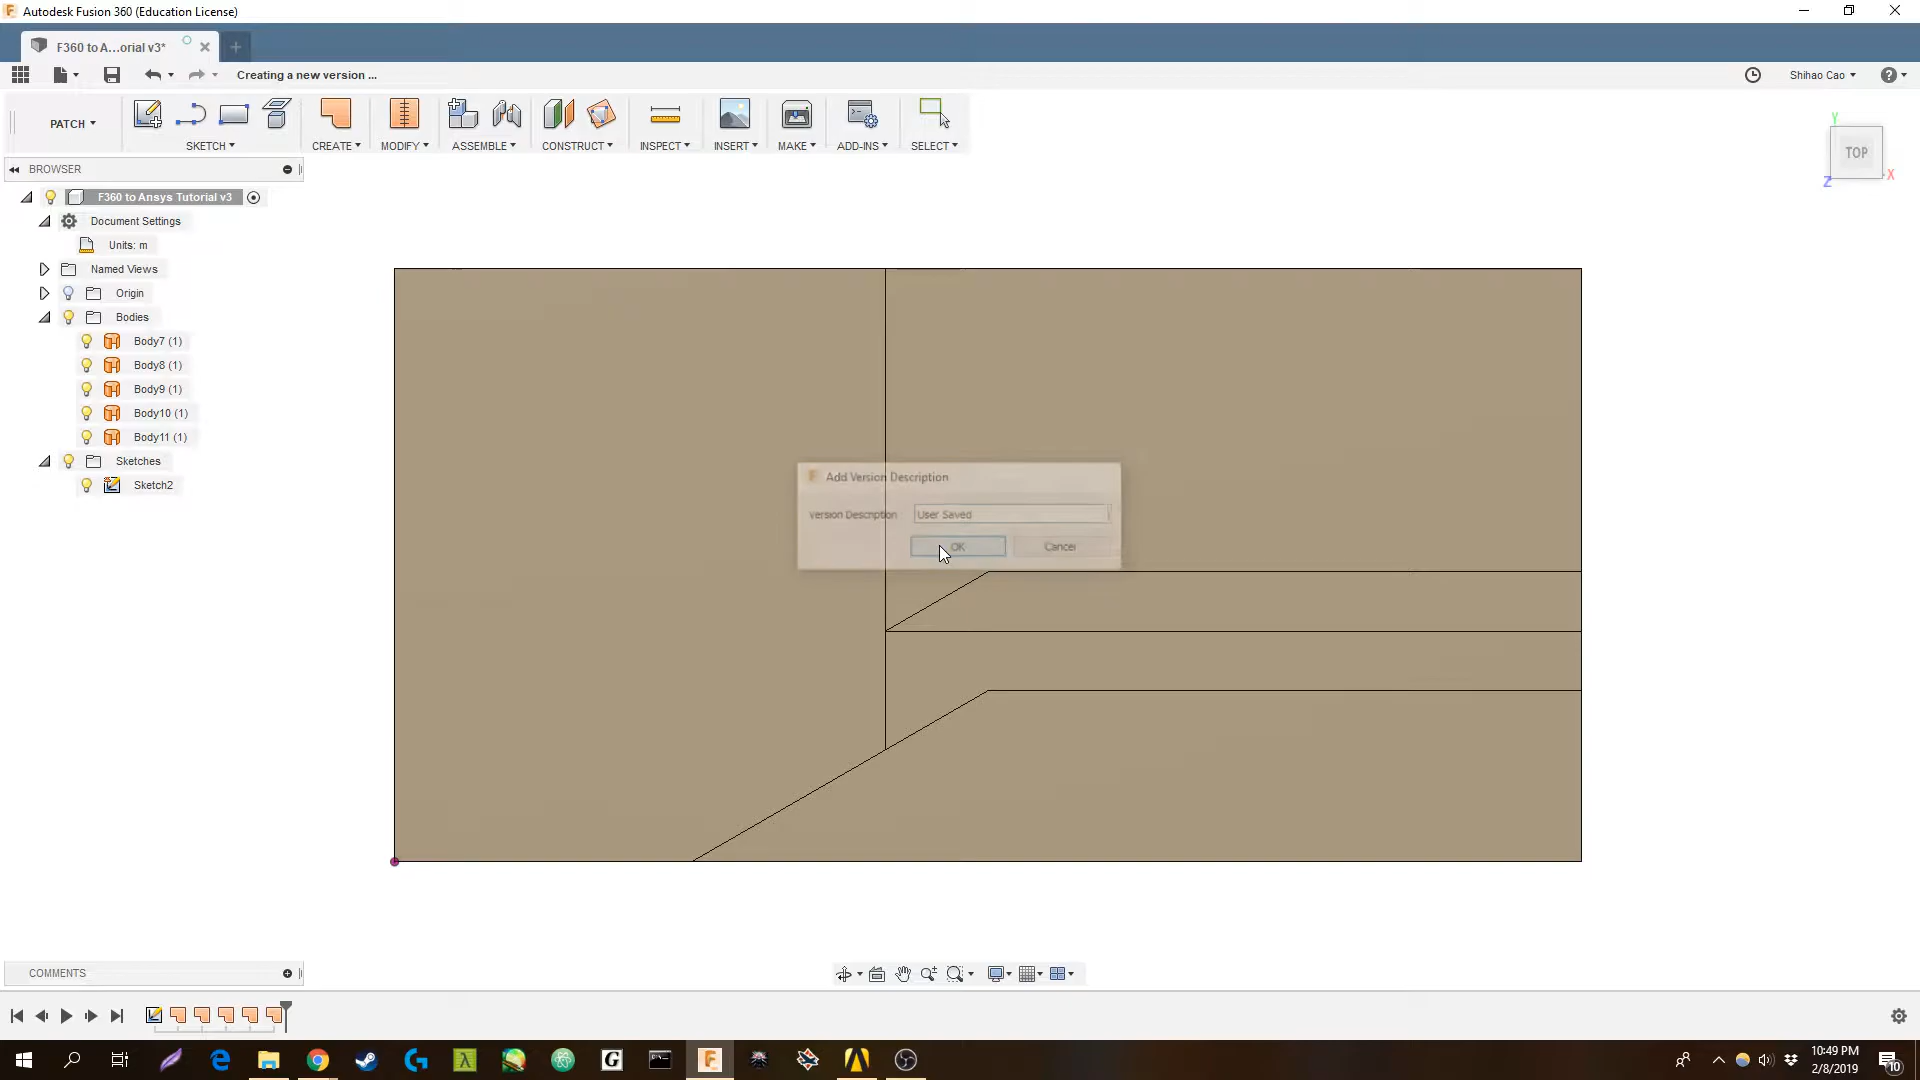 Autodesk Fusion 360 (Education License)
F360 to A...orial v3*
Creating a new version ...
Shihao Cao
PATCH
SKETCH
CREATE
MODIFY
ASSEMBLE
CONSTRUCT
INSPECT
INSERT
MAKE
ADD-INS
SELECT
Y
TOP
X
Z
BROWSER
F360 to Ansys Tutorial v3
Document Settings
Units: m
Named Views
Origin
Bodies
Body7 (1)
Body8 (1)
Body9 (1)
Body10 (1)
Body11 (1)
Sketches
Sketch2
Add Version Description
Version Description
User Saved
OK
Cancel
COMMENTS
10:49 PM
2/8/2019
10